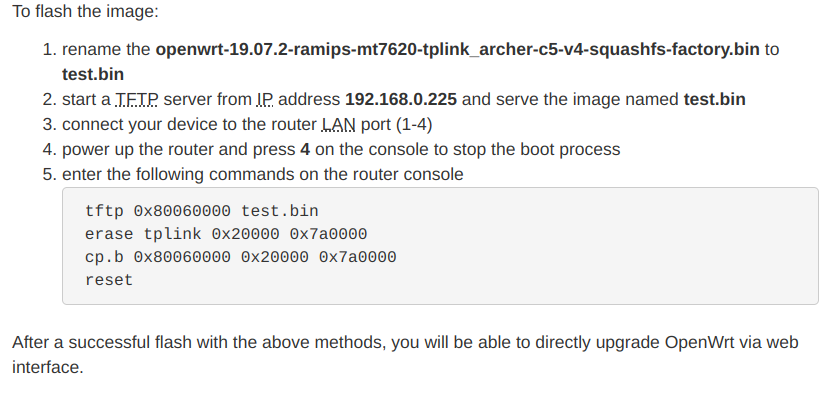 To flash the image:
1. rename the openwrt-19.07.2-ramips-mt7620-tplink_archer-c5-v4-squashfs-factory.bin to
test.bin
2. start a TFTP server from IP address 192.168.0.225 and serve the image named test.bin
3. connect your device to the router LAN port (1-4)
4. power up the router and press 4 on the console to stop the boot process
5. enter the following commands on the router console
tftp 0x80060000 test.bin
erase tplink 0x20000 0x7a0000
cp.b 0x80060000 0x20000 0x7a0000
reset
After a successful flash with the above methods, you will be able to directly upgrade OpenWrt via web
interface.